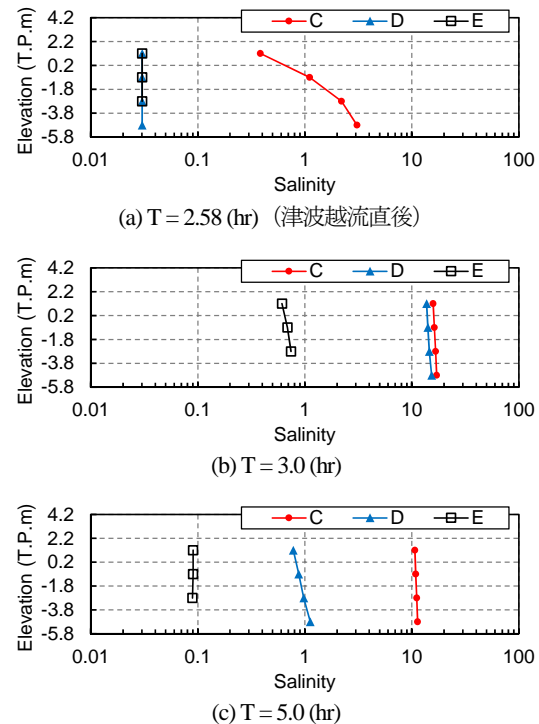 C D E
Elevation (T.P.m)
4.2
2.2
0.2
-1.8
-3.8
-5.8
0.01 0.1 1 10 100
Salinity
(a) T = 2.58 (hr) (津波越流直後)
C D E
Elevation (T.P.m)
4.2
2.2
0.2
-1.8
-3.8
-5.8
0.01 0.1 1 10 100
Salinity
(b) T = 3.0 (hr)
C D E
Elevation (T.P.m)
4.2
2.2
0.2
-1.8
-3.8
-5.8
0.01 0.1 1 10 100
Salinity
(c) T = 5.0 (hr)